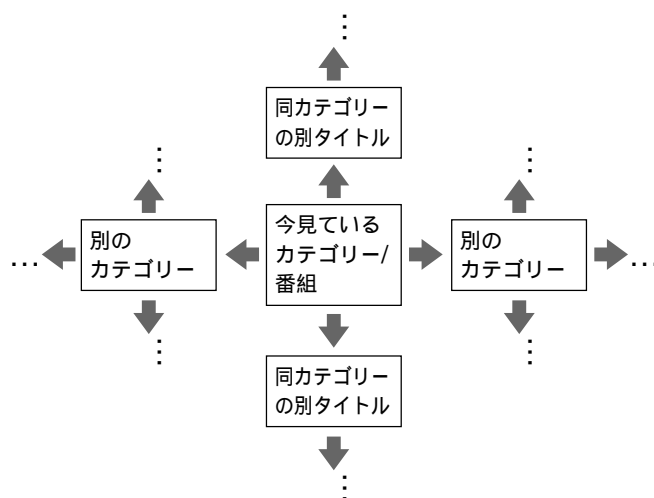 ⋮
同カテゴリー
の別タイトル
⋮
⋮
別の
カテゴリー
今見ている
カテゴリー/
番組
別の
カテゴリー
…
…
⋮
⋮
同カテゴリー
の別タイトル
⋮